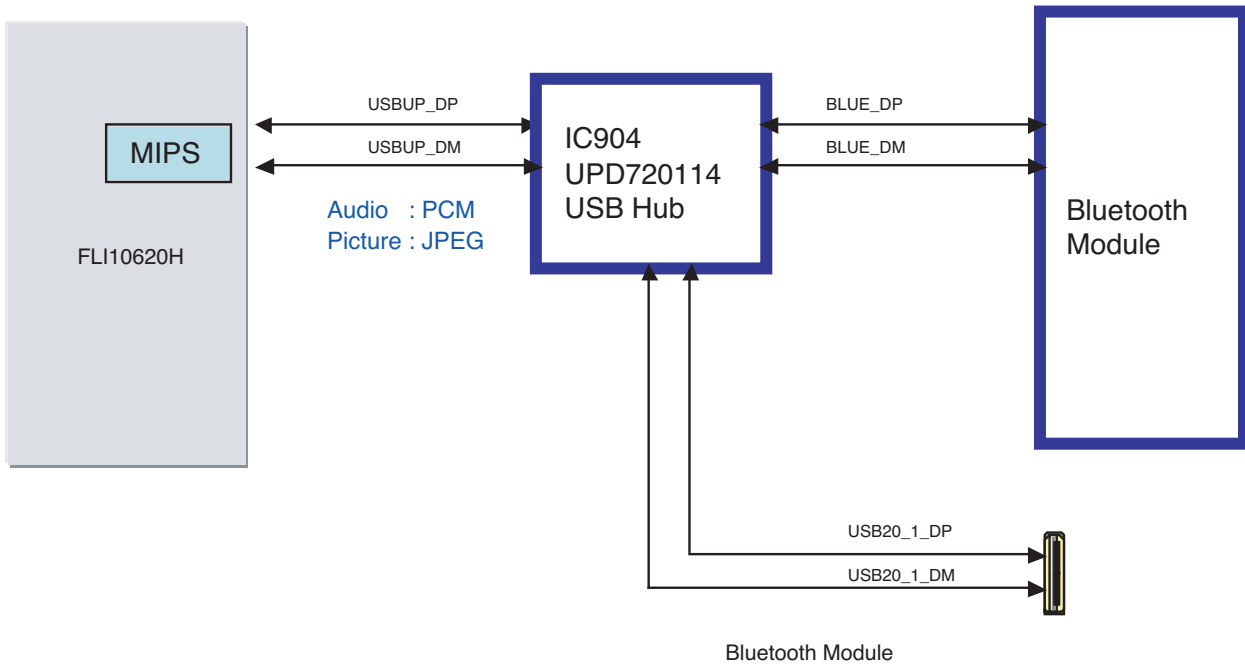 USBUP_DP
BLUE_DP
MIPS
USBUP_DM
BLUE_DM
IC904
UPD720114
USB Hub
Audio : PCM
Picture : JPEG
FLI10620H
Bluetooth
Module
USB20_1_DP
USB20_1_DM
Bluetooth Module